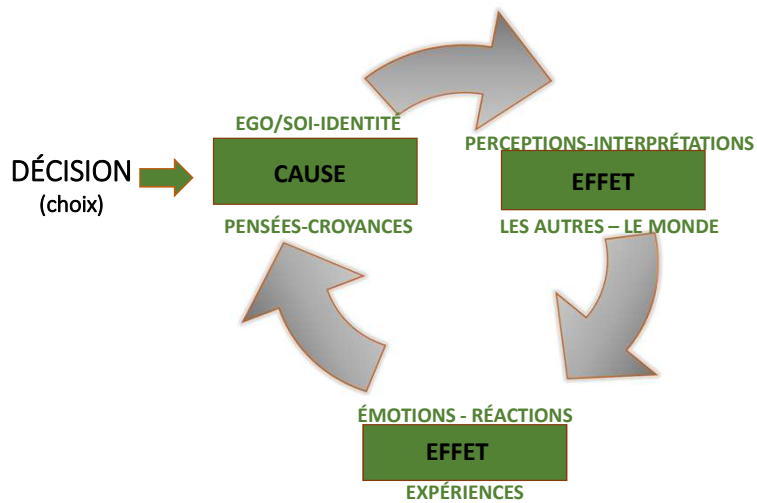 EGO/SOI-IDENTITÉ
PERCEPTIONS-INTERPRÉTATIONS
DÉCISION
(choix)
CAUSE
EFFET
PENSÉES-CROYANCES
LES AUTRES – LE MONDE
ÉMOTIONS - RÉACTIONS
EFFET
EXPÉRIENCES